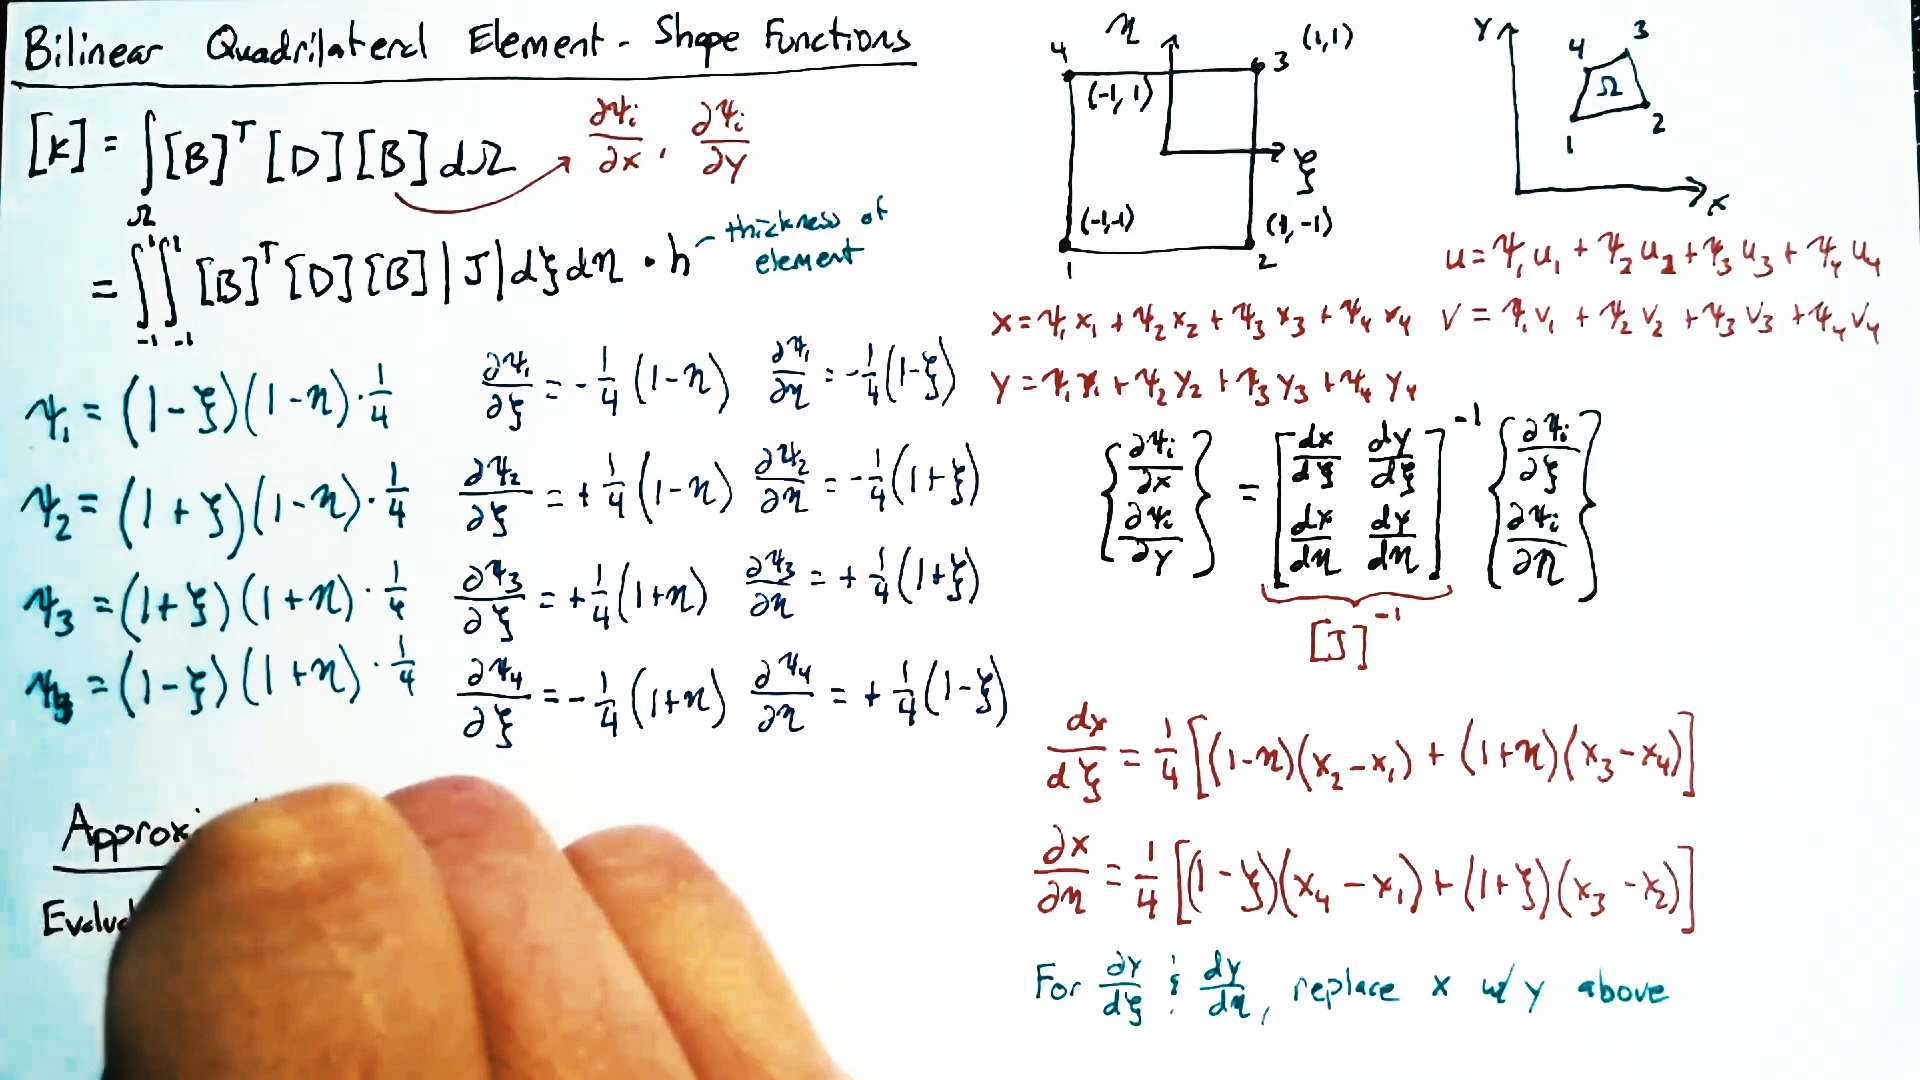 Bilinear Quadrilateral Element - Shape Functions
[K] = ∫Ω [B]ᵀ [D] [B] dΩ
∂ψᵢ/∂x , ∂ψᵢ/∂y
= ∫₋₁¹ ∫₋₁¹ [B]ᵀ [D] [B] |J| dξ dη · h
thickness of
element
ψ₁ = (1-ξ)(1-η) · 1/4
ψ₂ = (1+ξ)(1-η) · 1/4
ψ₃ = (1+ξ)(1+η) · 1/4
= (1-ξ)(1+η) · 1/4
∂ψ₁/∂ξ = -1/4 (1-η) ∂ψ₁/∂η = -1/4 (1-ξ)
∂ψ₂/∂ξ = +1/4 (1-η) ∂ψ₂/∂η = -1/4 (1+ξ)
∂ψ₃/∂ξ = +1/4 (1+η) ∂ψ₃/∂η = +1/4 (1+ξ)
∂ψ₄/∂ξ = -1/4 (1+η) ∂ψ₄/∂η = +1/4 (1-ξ)
η
4
3 (1,1)
(-1, 1)
ξ
(-1,-1)
(1, -1)
1
2
Y
4
3
Ω
1
2
x
u = ψ₁u₁ + ψ₂u₂ + ψ₃u₃ + ψ₄u₄
v = ψ₁v₁ + ψ₂v₂ + ψ₃v₃ + ψ₄v₄
x = ψ₁x₁ + ψ₂x₂ + ψ₃x₃ + ψ₄x₄
y = ψ₁y₁ + ψ₂y₂ + ψ₃y₃ + ψ₄y₄
{∂ψᵢ/∂x ∂ψᵢ/∂y} = [dx/dξ dy/dξ dx/dη dy/dη]⁻¹ {∂ψᵢ/∂ξ ∂ψᵢ/∂η}
[J]⁻¹
dx/dξ = 1/4 [(1-η)(x₂-x₁) + (1+η)(x₃-x₄)]
∂x/∂η = 1/4 [(1-ξ)(x₄-x₁) + (1+ξ)(x₃-x₂)]
For ∂y/dξ & dy/dη, replace x w/ y above